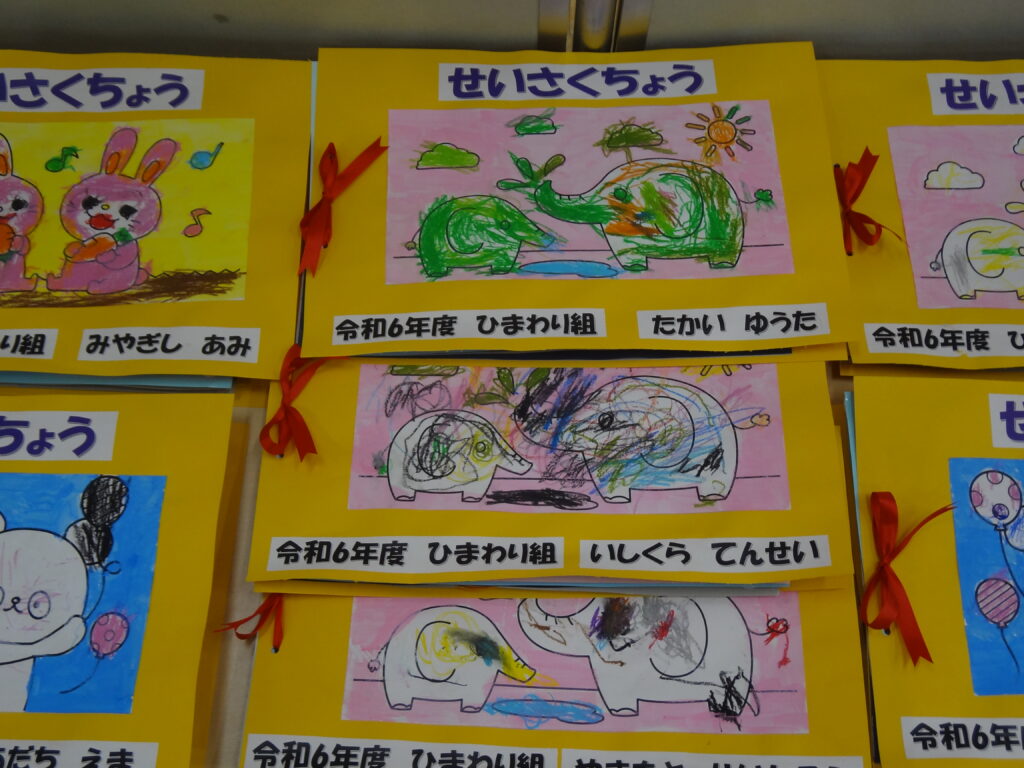 さくちょう
り組 みやぎし あみ
せいさくちょう
令和6年度 ひまわり組 たかい ゆうた
せい
令和6年度
ちょう
だち えま
令和6年度 ひまわり組 いしくら てんせい
令和6年度 ひまわり組
令和6年